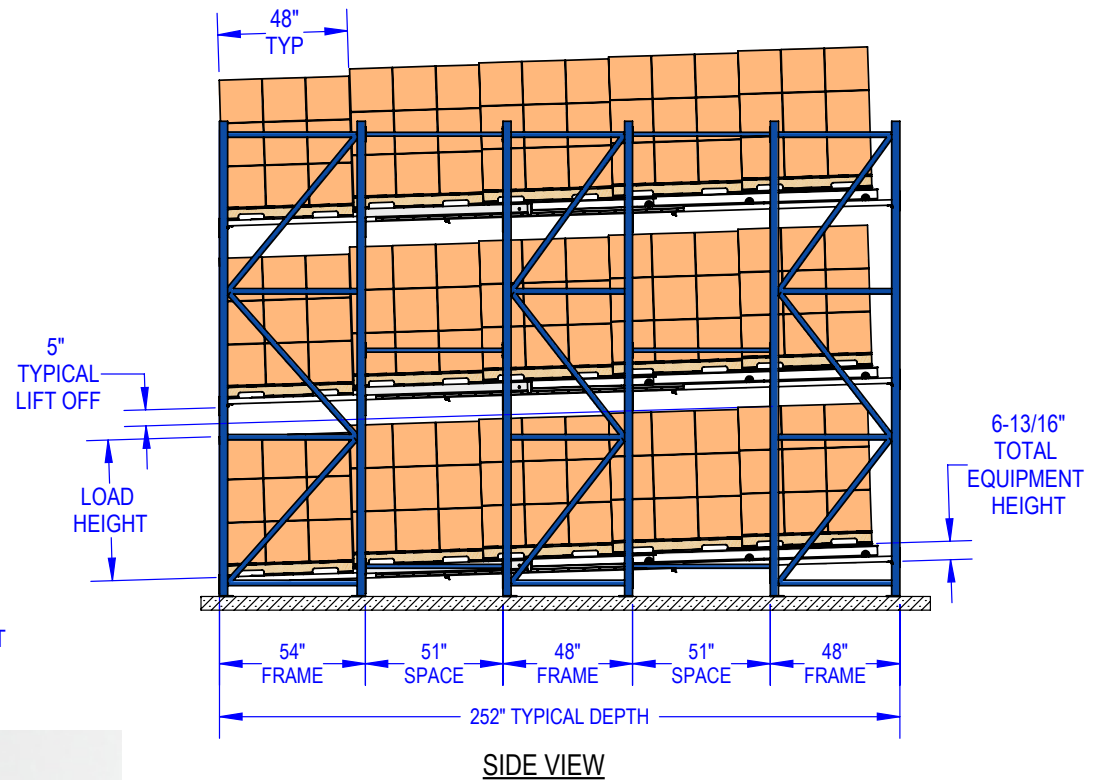 48"
TYP
5"
TYPICAL
LIFT OFF
LOAD
HEIGHT
6-13/16"
TOTAL
EQUIPMENT
HEIGHT
T
54"
FRAME
51"
SPACE
48"
FRAME
51"
SPACE
48"
FRAME
252" TYPICAL DEPTH
SIDE VIEW